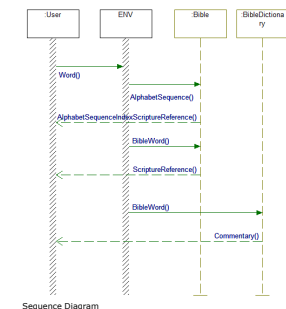 :User
ENV
:Bible
:BibleDictiona
ry
Word()
AlphabetSequence()
AlphabetSequenceIndexScriptureReference()
BibleWord()
ScriptureReference()
BibleWord()
Commentary()
Sequence Diagram